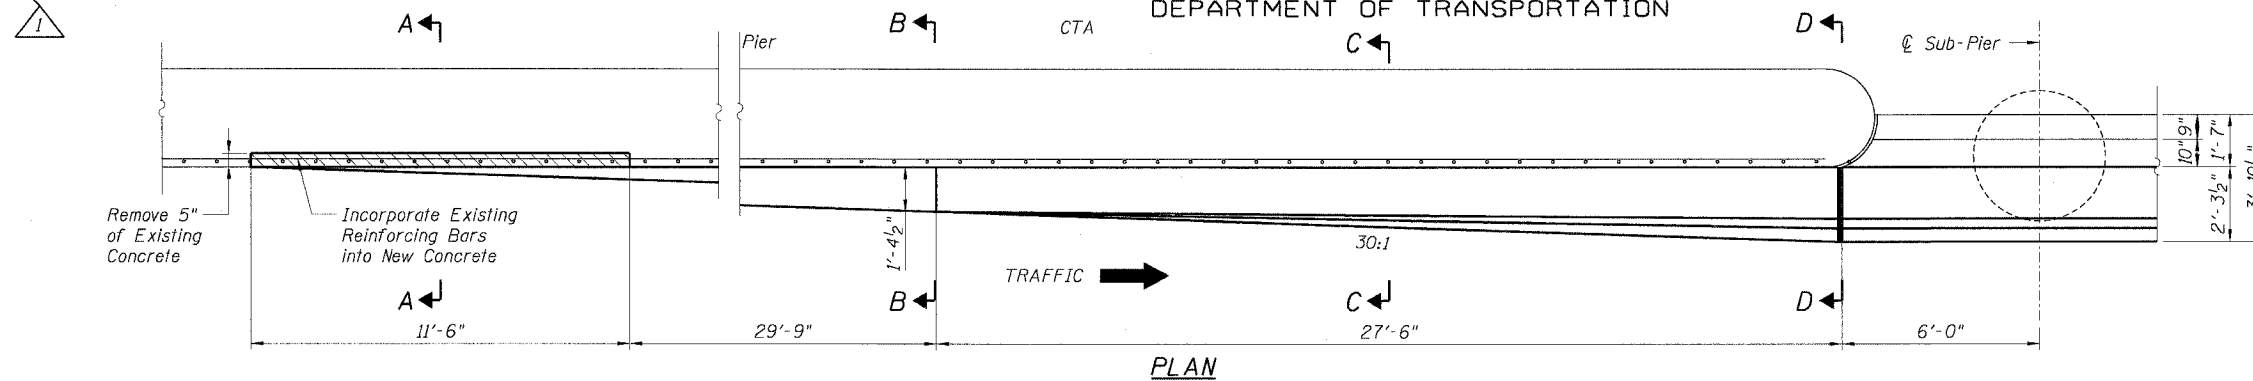 1
DEPARTMENT OF TRANSPORTATION
A
B
CTA
C
D
Pier
℄ Sub-Pier
10" 9"
1'-7"
2'-3½"
Remove 5"
of Existing
Concrete
Incorporate Existing
Reinforcing Bars
into New Concrete
1'-4½"
30:1
TRAFFIC
A
B
C
D
11'-6"
29'-9"
27'-6"
6'-0"
PLAN